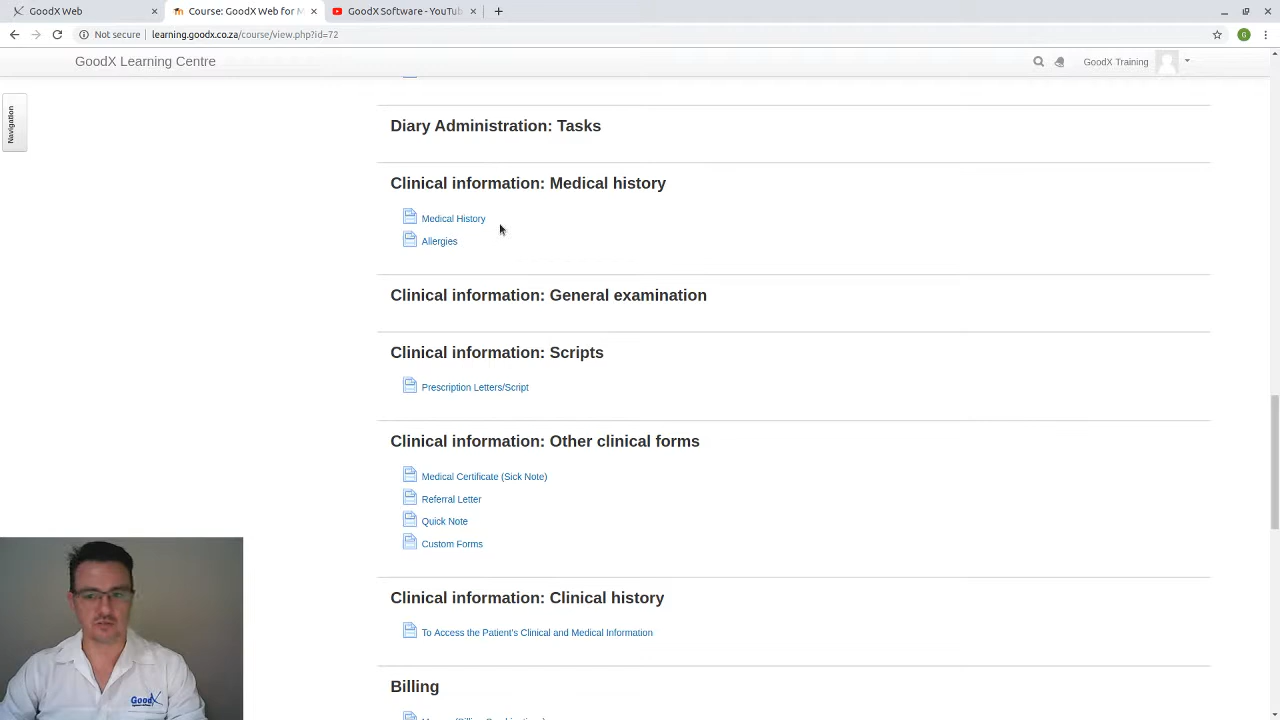 GoodX Web
Course: GoodX Web for M
GoodX Software - YouTub
Not secure
learning.goodx.co.za/course/view.php?id=72
G
GoodX Learning Centre
GoodX Training
Navigation
Diary Administration: Tasks
Clinical information: Medical history
Medical History
Allergies
Clinical information: General examination
Clinical information: Scripts
Prescription Letters/Script
Clinical information: Other clinical forms
Medical Certificate (Sick Note)
Referral Letter
Quick Note
Custom Forms
Clinical information: Clinical history
To Access the Patient's Clinical and Medical Information
Billing
GoodX